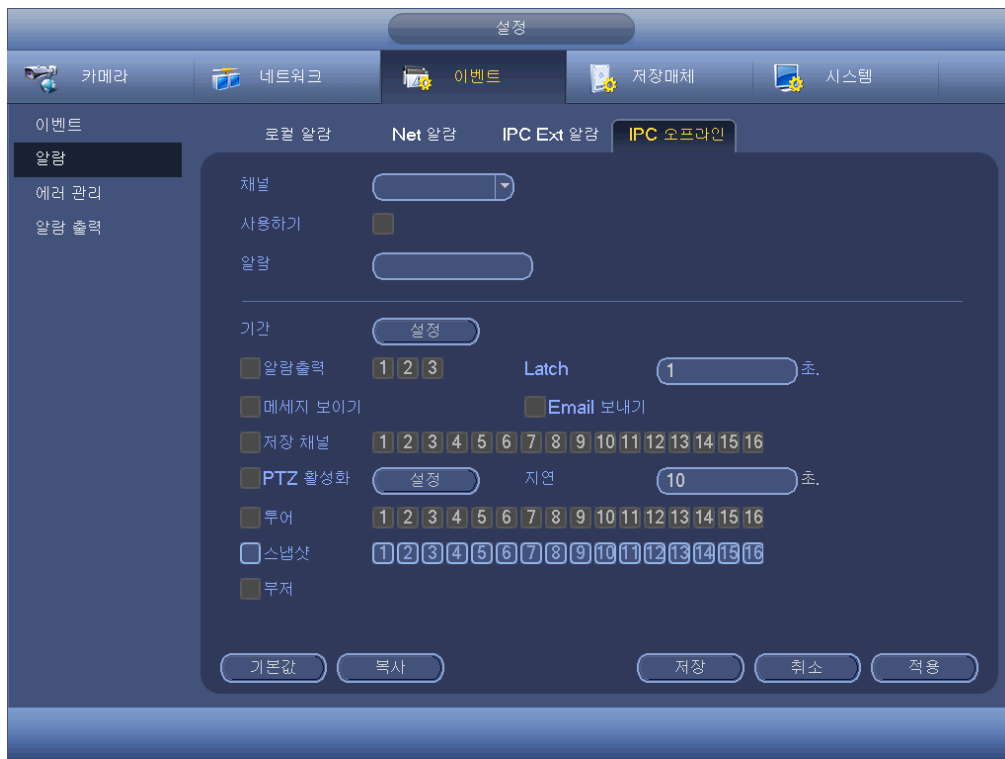 설정
카메라 네트워크 이벤트 저장매체 시스템
이벤트
알람
에러 관리
알람 출력
로컬 알람 Net 알람 IPC Ext 알람 IPC 오프라인
채널
사용하기
알람
기간 설정
알람출력 1 2 3 Latch 1 초.
메세지 보이기 Email 보내기
저장 채널 1 2 3 4 5 6 7 8 9 10 11 12 13 14 15 16
PTZ 활성화 설정 지연 10 초.
투어 1 2 3 4 5 6 7 8 9 10 11 12 13 14 15 16
스냅샷 1 2 3 4 5 6 7 8 9 10 11 12 13 14 15 16
부저
기본값 복사 저장 취소 적용